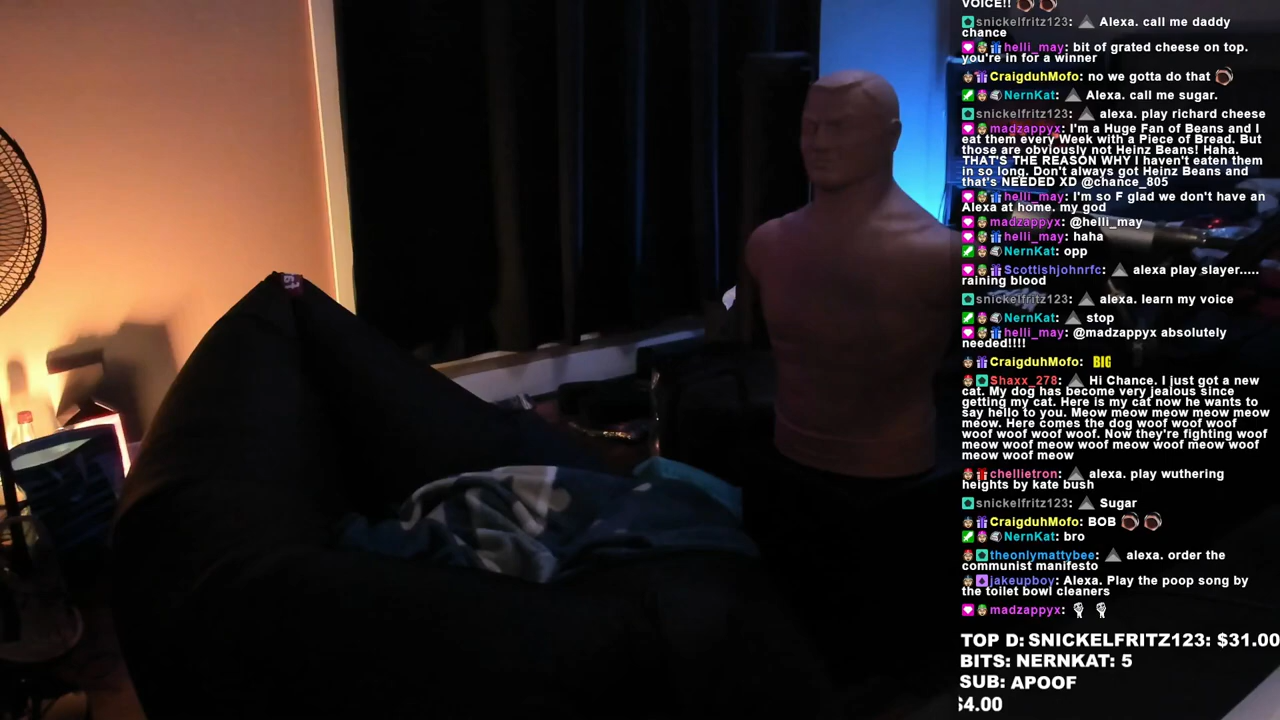 VOICE!!
snickelfritz123: Alexa. call me daddy
chance
helli_may: bit of grated cheese on top.
you're in for a winner
CraigduhMofo: no we gotta do that
NernKat: Alexa. call me sugar.
snickelfritz123: alexa. play richard cheese
madzappyx: I'm a Huge Fan of Beans and I
eat them every Week with a Piece of Bread. But
those are obviously not Heinz Beans! Haha.
THAT'S THE REASON WHY I haven't eaten them
in so long. Don't always got Heinz Beans and
that's NEEDED XD @chance_805
helli_may: I'm so F glad we don't have an
Alexa at home. my god
madzappyx: @helli_may
helli_may: haha
NernKat: opp
Scottishjohnrfc: alexa play slayer.....
raining blood
snickelfritz123: alexa. learn my voice
NernKat: stop
helli_may: @madzappyx absolutely
needed!!!!
CraigduhMofo: BIG
Shaxx_278: Hi Chance. I just got a new
cat. My dog has become very jealous since
getting my cat. Here is my cat now he wants to
say hello to you. Meow meow meow meow meow
meow. Here comes the dog woof woof woof
woof woof woof woof. Now they're fighting woof
meow woof meow woof meow woof meow woof
meow woof meow
chellietron: alexa. play wuthering
heights by kate bush
snickelfritz123: Sugar
CraigduhMofo: BOB
NernKat: bro
theonlymattybee: alexa. order the
communist manifesto
jakeupboy: Alexa. Play the poop song by
the toilet bowl cleaners
madzappyx:
TOP D: SNICKELFRITZ123: $31.00
BITS: NERNKAT: 5
SUB: APOOF
$4.00